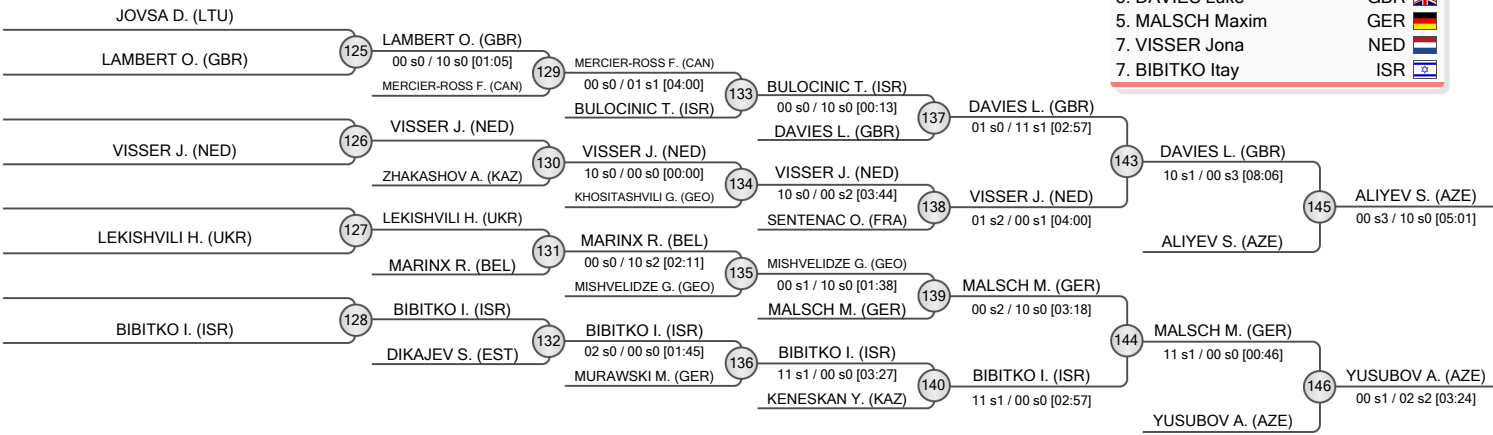 5. DAVIES Luke GBR
5. MALSCH Maxim GER
7. VISSER Jona NED
7. BIBITKO Itay ISR
JOVSA D. (LTU)
LAMBERT O. (GBR)
125
LAMBERT O. (GBR)
00 s0 / 10 s0 [01:05]
MERCIER-ROSS F. (CAN)
129
MERCIER-ROSS F. (CAN)
00 s0 / 01 s1 [04:00]
BULOCINIC T. (ISR)
133
BULOCINIC T. (ISR)
00 s0 / 10 s0 [00:13]
DAVIES L. (GBR)
137
DAVIES L. (GBR)
01 s0 / 11 s1 [02:57]
VISSER J. (NED)
126
VISSER J. (NED)
ZHAKASHOV A. (KAZ)
130
VISSER J. (NED)
10 s0 / 00 s0 [00:00]
KHOSITASHVILI G. (GEO)
134
VISSER J. (NED)
10 s0 / 00 s2 [03:44]
SENTENAC O. (FRA)
138
VISSER J. (NED)
01 s2 / 00 s1 [04:00]
143
DAVIES L. (GBR)
10 s1 / 00 s3 [08:06]
ALIYEV S. (AZE)
145
ALIYEV S. (AZE)
00 s3 / 10 s0 [05:01]
LEKISHVILI H. (UKR)
127
LEKISHVILI H. (UKR)
MARINX R. (BEL)
131
MARINX R. (BEL)
00 s0 / 10 s2 [02:11]
MISHVELIDZE G. (GEO)
135
MISHVELIDZE G. (GEO)
00 s1 / 10 s0 [01:38]
MALSCH M. (GER)
139
MALSCH M. (GER)
00 s2 / 10 s0 [03:18]
BIBITKO I. (ISR)
128
BIBITKO I. (ISR)
DIKAJEV S. (EST)
132
BIBITKO I. (ISR)
02 s0 / 00 s0 [01:45]
MURAWSKI M. (GER)
136
BIBITKO I. (ISR)
11 s1 / 00 s0 [03:27]
KENESKAN Y. (KAZ)
140
BIBITKO I. (ISR)
11 s1 / 00 s0 [02:57]
144
MALSCH M. (GER)
11 s1 / 00 s0 [00:46]
YUSUBOV A. (AZE)
146
YUSUBOV A. (AZE)
00 s1 / 02 s2 [03:24]